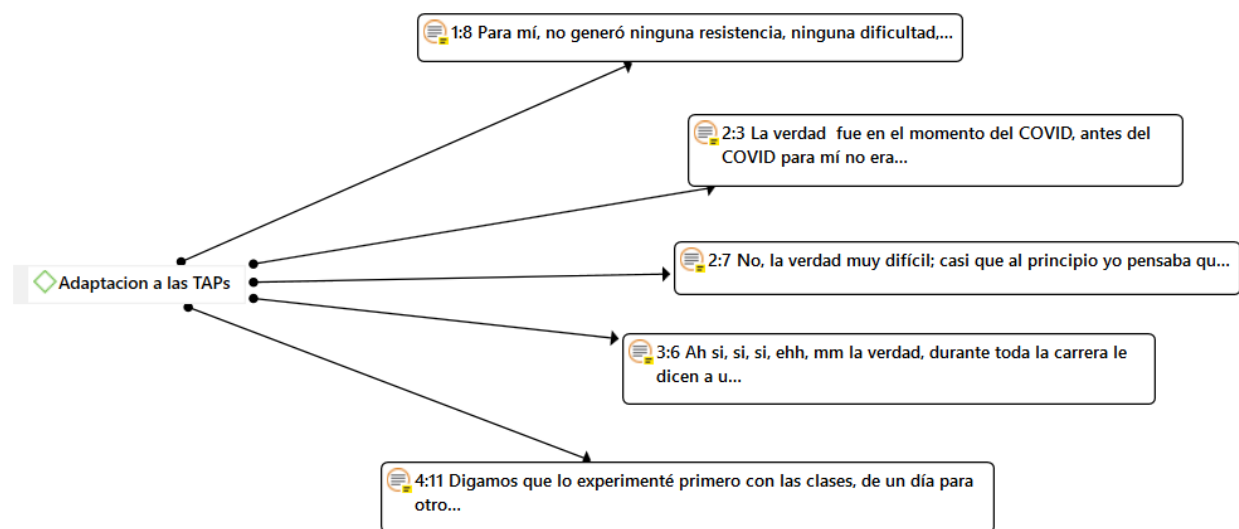 1:8 Para mí, no generó ninguna resistencia, ninguna dificultad,...
2:3 La verdad  fue en el momento del COVID, antes del
COVID para mí no era...
2:7 No, la verdad muy difícil; casi que al principio yo pensaba qu...
Adaptacion a las TAPs
3:6 Ah si, si, si, ehh, mm la verdad, durante toda la carrera le
dicen a u...
4:11 Digamos que lo experimenté primero con las clases, de un día para
otro...